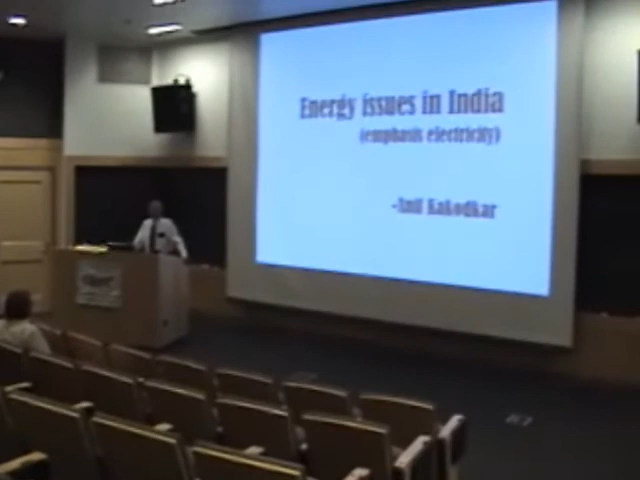 Energy issues in India
(emphasis electricity)
-Anil Kakodkar